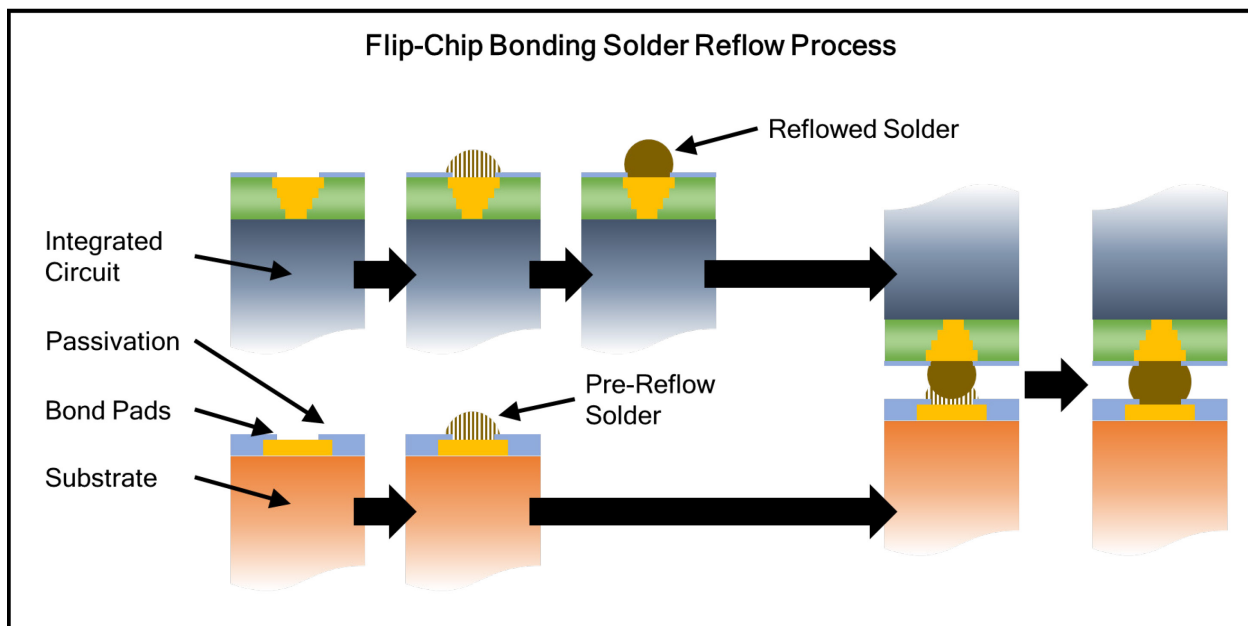 Flip-Chip Bonding Solder Reflow Process
Reflowed Solder
Integrated
Circuit
Passivation
Pre-Reflow
Solder
Bond Pads
Substrate